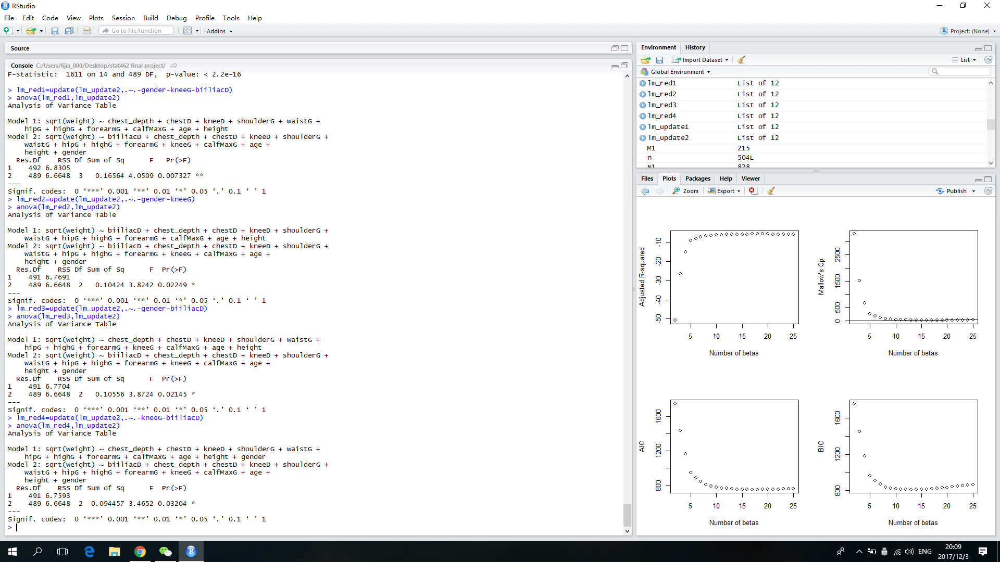 RStudio
File Edit Code View Plots Session Build Debug Profile Tools Help
Go to file/function Addins Project: (None)
Source
Console C:/Users/lijia_000/Desktop/stat462 final project/
F-statistic:  1611 on 14 and 489 DF,  p-value: < 2.2e-16
> lm_red1=update(lm_update2,.~.-gender-kneeG-biiliacD)
> anova(lm_red1,lm_update2)
Analysis of Variance Table
Model 1: sqrt(weight) ~ chest_depth + chestD + kneeD + shoulderG + waistG +
    hipG + highG + forearmG + calfMaxG + age + height
Model 2: sqrt(weight) ~ biiliacD + chest_depth + chestD + kneeD + shoulderG +
    waistG + hipG + highG + forearmG + kneeG + calfMaxG + age +
    height + gender
  Res.Df    RSS Df Sum of Sq      F   Pr(>F)
1    492 6.8305
2    489 6.6648  3   0.16564 4.0509 0.007327 **
---
Signif. codes:  0 ‘***’ 0.001 ‘**’ 0.01 ‘*’ 0.05 ‘.’ 0.1 ‘ ’ 1
> lm_red2=update(lm_update2,.~.-gender-kneeG)
> anova(lm_red2,lm_update2)
Analysis of Variance Table
Model 1: sqrt(weight) ~ biiliacD + chest_depth + chestD + kneeD + shoulderG +
    waistG + hipG + highG + forearmG + calfMaxG + age + height
Model 2: sqrt(weight) ~ biiliacD + chest_depth + chestD + kneeD + shoulderG +
    waistG + hipG + highG + forearmG + kneeG + calfMaxG + age +
    height + gender
  Res.Df    RSS Df Sum of Sq      F  Pr(>F)
1    491 6.7691
2    489 6.6648  2   0.10424 3.8242 0.02249 *
---
Signif. codes:  0 ‘***’ 0.001 ‘**’ 0.01 ‘*’ 0.05 ‘.’ 0.1 ‘ ’ 1
> lm_red3=update(lm_update2,.~.-gender-biiliacD)
> anova(lm_red3,lm_update2)
Analysis of Variance Table
Model 1: sqrt(weight) ~ chest_depth + chestD + kneeD + shoulderG + waistG +
    hipG + highG + forearmG + kneeG + calfMaxG + age + height
Model 2: sqrt(weight) ~ biiliacD + chest_depth + chestD + kneeD + shoulderG +
    waistG + hipG + highG + forearmG + kneeG + calfMaxG + age +
    height + gender
  Res.Df    RSS Df Sum of Sq      F  Pr(>F)
1    491 6.7704
2    489 6.6648  2   0.10556 3.8724 0.02145 *
---
Signif. codes:  0 ‘***’ 0.001 ‘**’ 0.01 ‘*’ 0.05 ‘.’ 0.1 ‘ ’ 1
> lm_red4=update(lm_update2,.~.-kneeG-biiliacD)
> anova(lm_red4,lm_update2)
Analysis of Variance Table
Model 1: sqrt(weight) ~ chest_depth + chestD + kneeD + shoulderG + waistG +
    hipG + highG + forearmG + calfMaxG + age + height + gender
Model 2: sqrt(weight) ~ biiliacD + chest_depth + chestD + kneeD + shoulderG +
    waistG + hipG + highG + forearmG + kneeG + calfMaxG + age +
    height + gender
  Res.Df    RSS Df Sum of Sq      F  Pr(>F)
1    491 6.7593
2    489 6.6648  2  0.094457 3.4652 0.03204 *
---
Signif. codes:  0 ‘***’ 0.001 ‘**’ 0.01 ‘*’ 0.05 ‘.’ 0.1 ‘ ’ 1
>
Environment History
Import Dataset List
Global Environment
lm_red1 List of 12
lm_red2 List of 12
lm_red3 List of 12
lm_red4 List of 12
lm_update1 List of 12
lm_update2 List of 12
M1 215
n 504L
N1 828
Files Plots Packages Help Viewer
Zoom Export Publish
Adjusted R-squared
-10
-20
-30
-40
-50
5 10 15 20 25
Number of betas
Mallow's Cp
2500
1500
500
0
5 10 15 20 25
Number of betas
AIC
1600
1200
800
5 10 15 20 25
Number of betas
BIC
1600
1200
800
5 10 15 20 25
Number of betas
ENG
20:09
2017/12/3